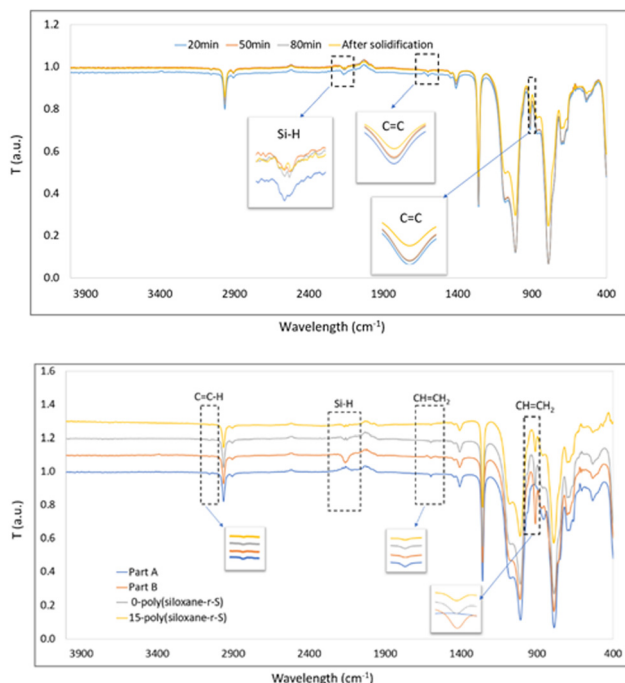 20min 50min 80min After solidification
1.2
1.0
0.8
0.6
0.4
0.2
0.0
T (a.u.)
Si-H
C=C
C=C
3900 3400 2900 2400 1900 1400 900 400
Wavelength (cm-1)
1.6
1.4
1.2
1.0
0.8
0.6
0.4
0.2
0.0
T (a.u.)
C=C-H
Si-H
CH=CH2
CH=CH2
Part A
Part B
0-poly(siloxane-r-S)
15-poly(siloxane-r-S)
3900 3400 2900 2400 1900 1400 900 400
Wavelength (cm-1)